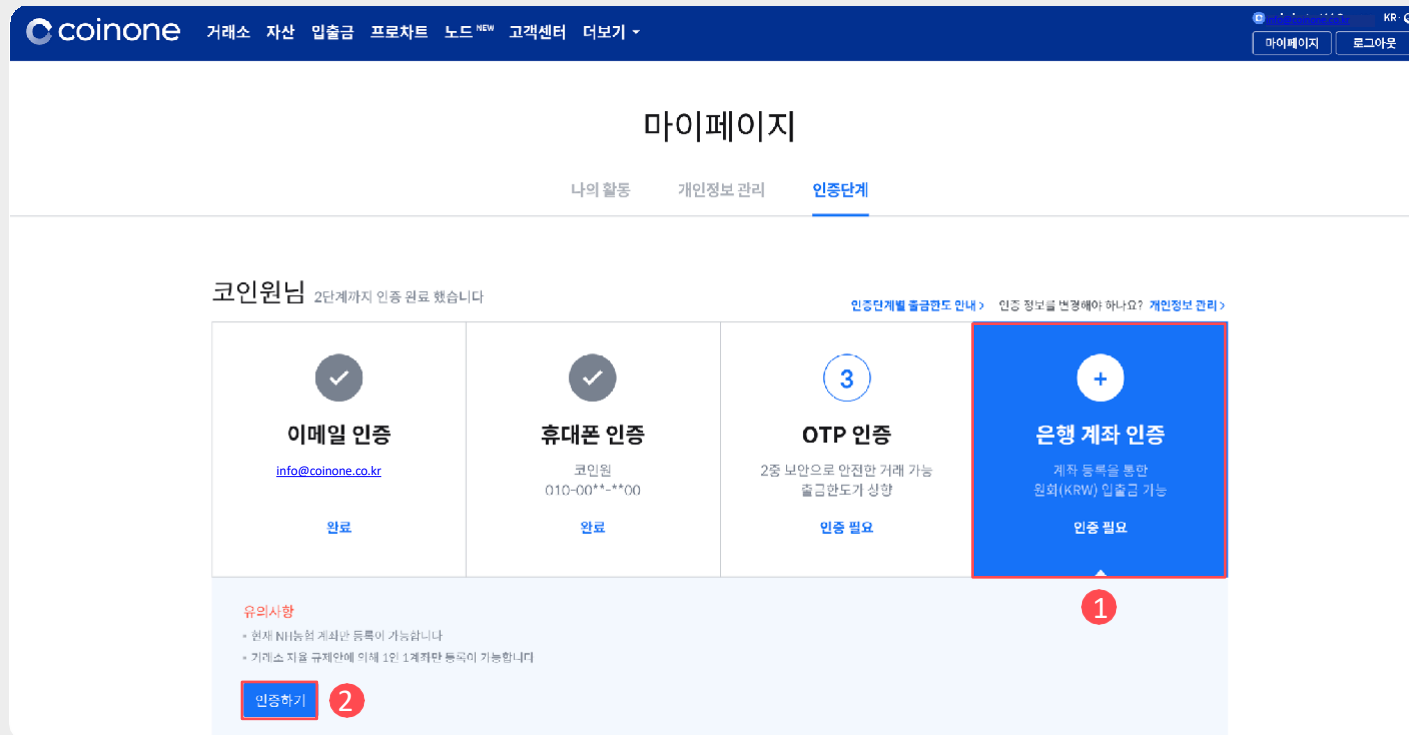 coinone 거래소 자산 입출금 프로차트 노드 NEW 고객센터 더보기
info@coinone.co.kr KR
마이페이지 로그아웃
마이페이지
나의 활동 개인정보 관리 인증단계
코인원님 2단계까지 인증 완료 했습니다
인증단계별 출금한도 안내 > 인증 정보를 변경해야 하나요? 개인정보 관리 >
이메일 인증
info@coinone.co.kr
완료
휴대폰 인증
코인원
010-00**-**00
완료
3
OTP 인증
2중 보안으로 안전한 거래 가능
출금한도가 상향
인증 필요
+
은행 계좌 인증
계좌 등록을 통한
원화(KRW) 입출금 가능
인증 필요
1
유의사항
• 현재 NH농협 계좌만 등록이 가능합니다
• 거래소 자율 규제안에 의해 1인 1계좌만 등록이 가능합니다
인증하기 2